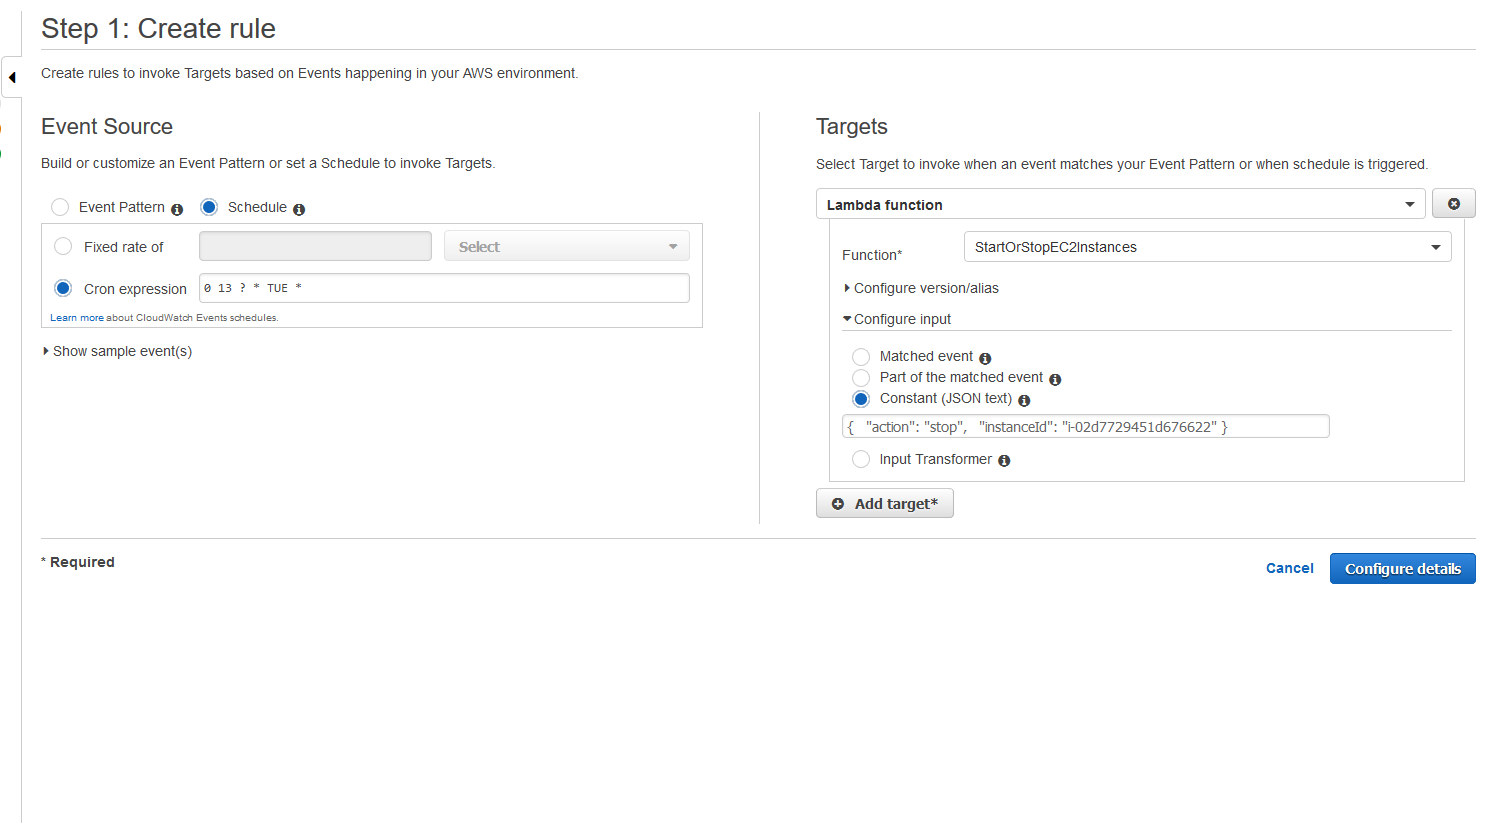 Step 1: Create rule
Create rules to invoke Targets based on Events happening in your AWS environment.
Event Source
Build or customize an Event Pattern or set a Schedule to invoke Targets.
Event Pattern Schedule
Fixed rate of Select
Cron expression 0 13 ? * TUE *
Learn more about CloudWatch Events schedules.
Show sample event(s)
Targets
Select Target to invoke when an event matches your Event Pattern or when schedule is triggered.
Lambda function
Function* StartOrStopEC2Instances
Configure version/alias
Configure input
Matched event
Part of the matched event
Constant (JSON text)
{ "action": "stop", "instanceId": "i-02d7729451d676622" }
Input Transformer
Add target*
* Required
Cancel Configure details